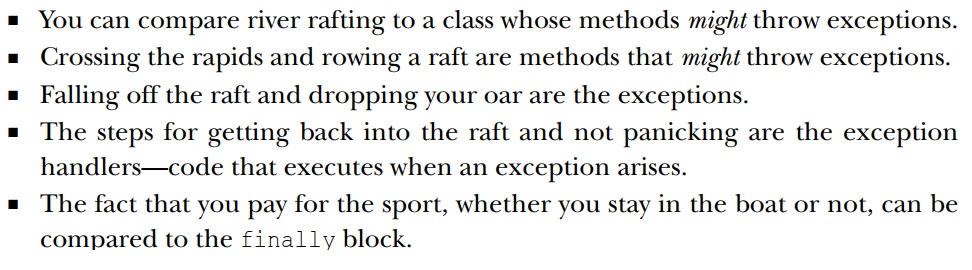 ▪ You can compare river rafting to a class whose methods might throw exceptions.
▪ Crossing the rapids and rowing a raft are methods that might throw exceptions.
▪ Falling off the raft and dropping your oar are the exceptions.
▪ The steps for getting back into the raft and not panicking are the exception
handlers—code that executes when an exception arises.
▪ The fact that you pay for the sport, whether you stay in the boat or not, can be
compared to the finally block.